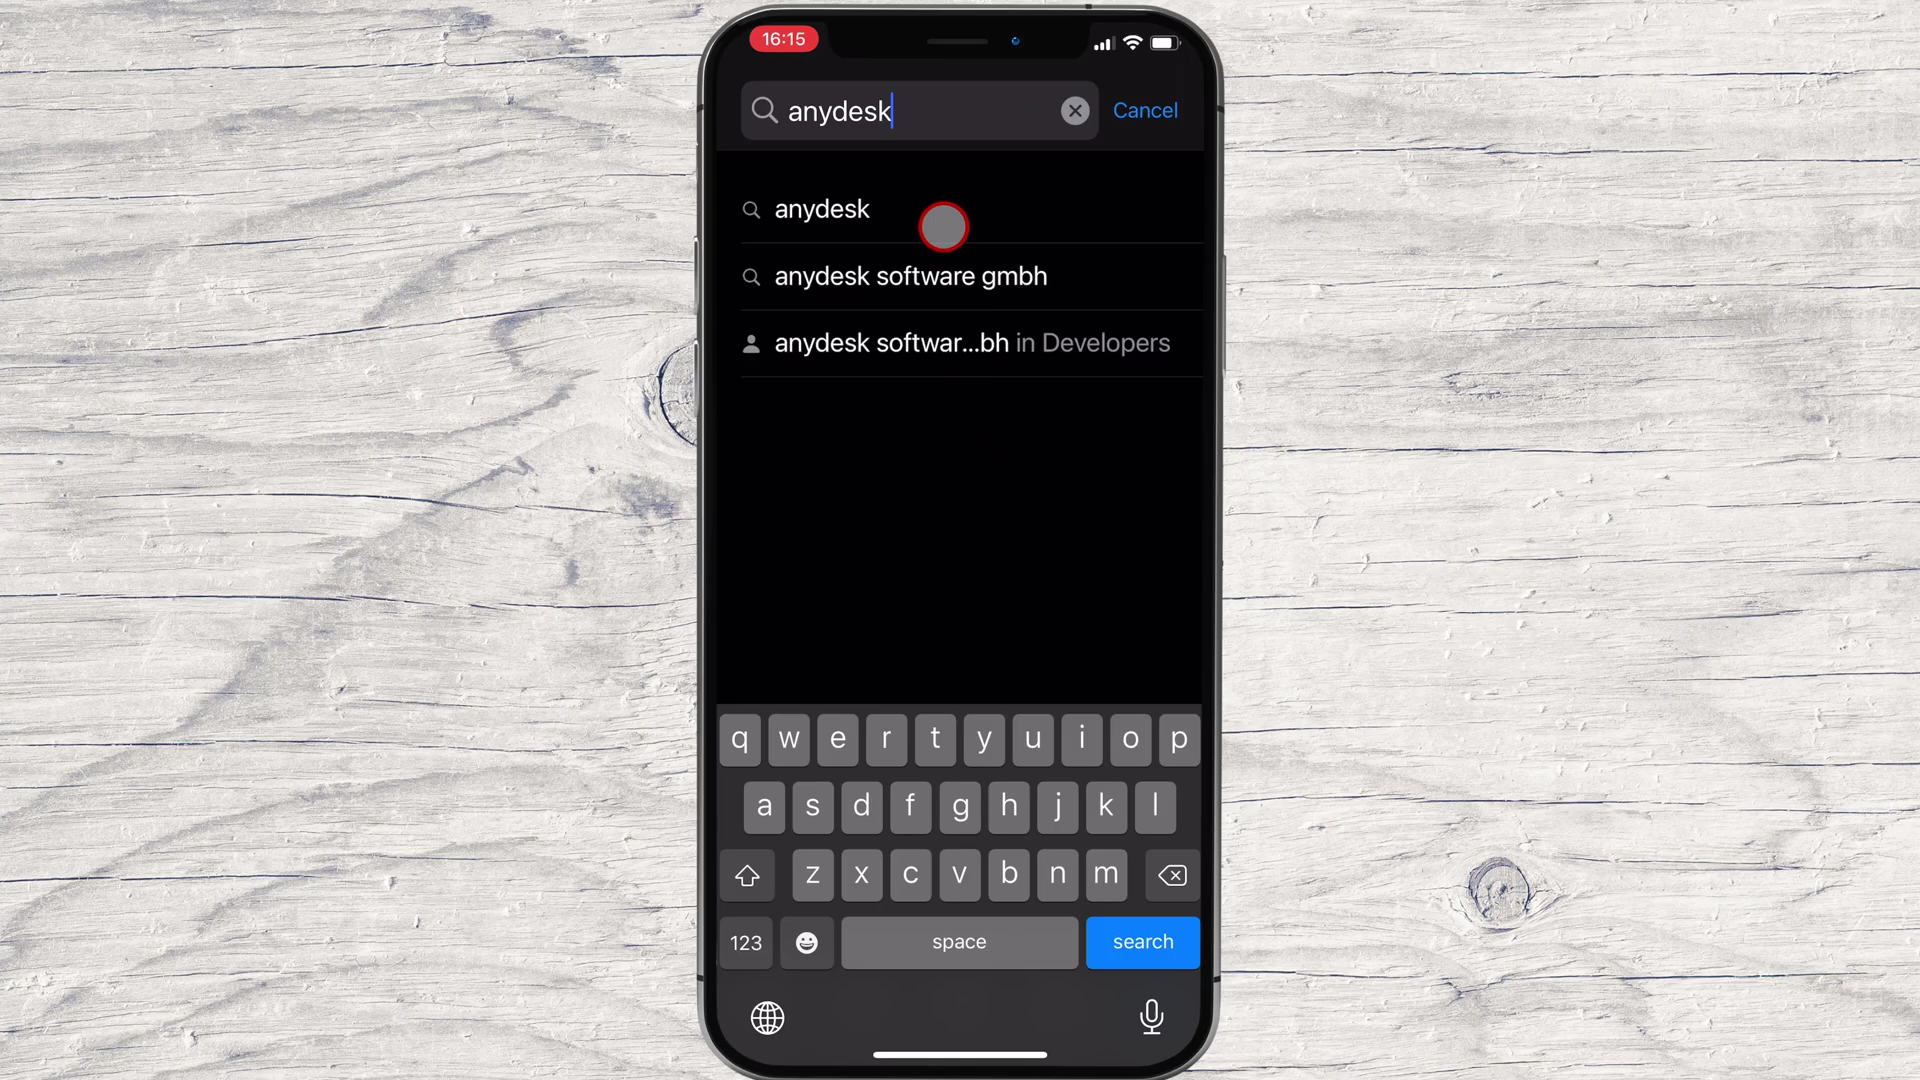 16:15
anydesk
Cancel
anydesk
anydesk software gmbh
anydesk softwar...bh in Developers
q w e r t y u i o p
a s d f g h j k l
z x c v b n m
123
space
search